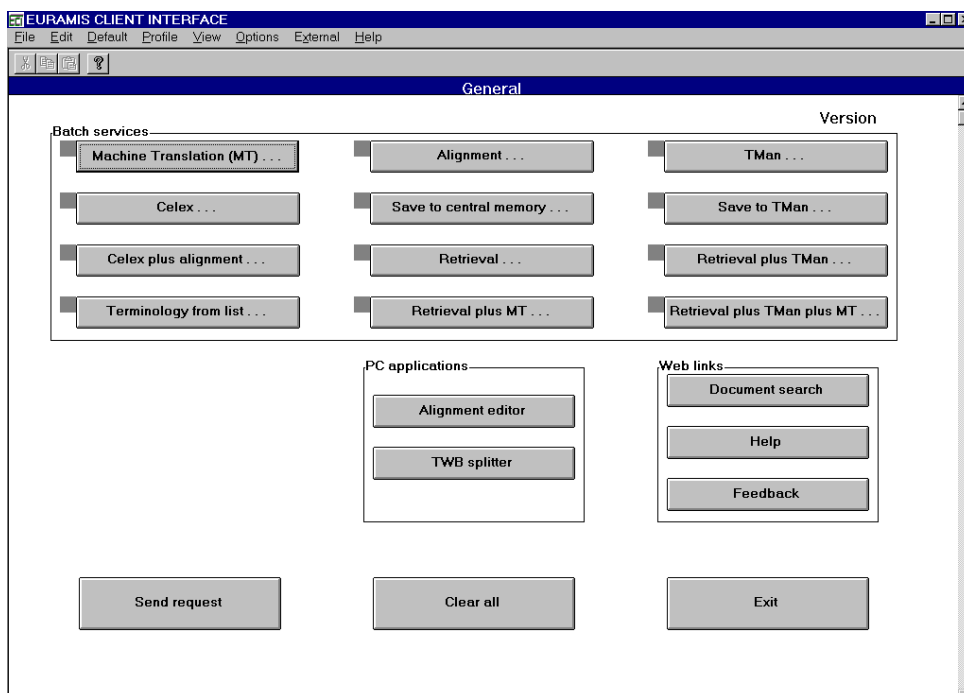 EURAMIS CLIENT INTERFACE
File Edit Default Profile View Options External Help
?
General
Version
Batch services
Machine Translation (MT) . . . Alignment . . . TMan . . .
Celex . . . Save to central memory . . . Save to TMan . . .
Celex plus alignment . . . Retrieval . . . Retrieval plus TMan . . .
Terminology from list . . . Retrieval plus MT . . . Retrieval plus TMan plus MT . . .
PC applications Web links
Document search
Alignment editor
Help
TWB splitter
Feedback
Send request Clear all Exit